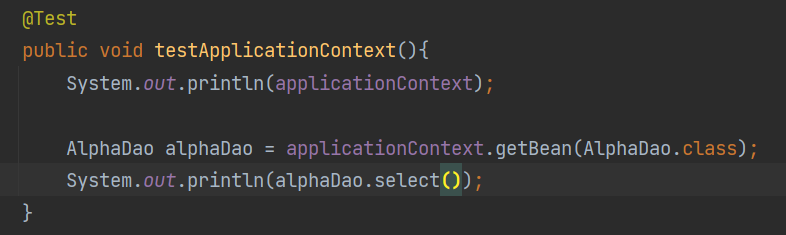 @Test
public void testApplicationContext(){
    System.out.println(applicationContext);
    AlphaDao alphaDao = applicationContext.getBean(AlphaDao.class);
    System.out.println(alphaDao.select());
}